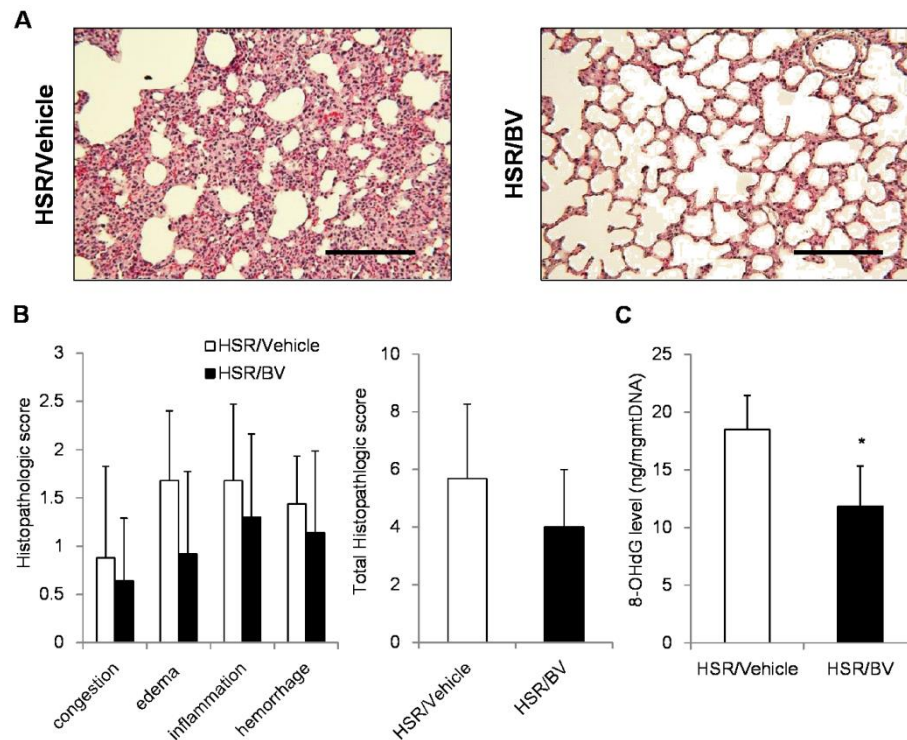 A
HSR/Vehicle
HSR/BV
B
Histopathologic score
3
2.5
2
1.5
1
0.5
0
HSR/Vehicle
HSR/BV
congestion
edema
inflammation
hemorrhage
Total Histopathlogic score
10
8
6
4
2
0
HSR/Vehicle
HSR/BV
C
8-OHdG level (ng/mgmtDNA)
25
20
15
10
5
0
*
HSR/Vehicle
HSR/BV